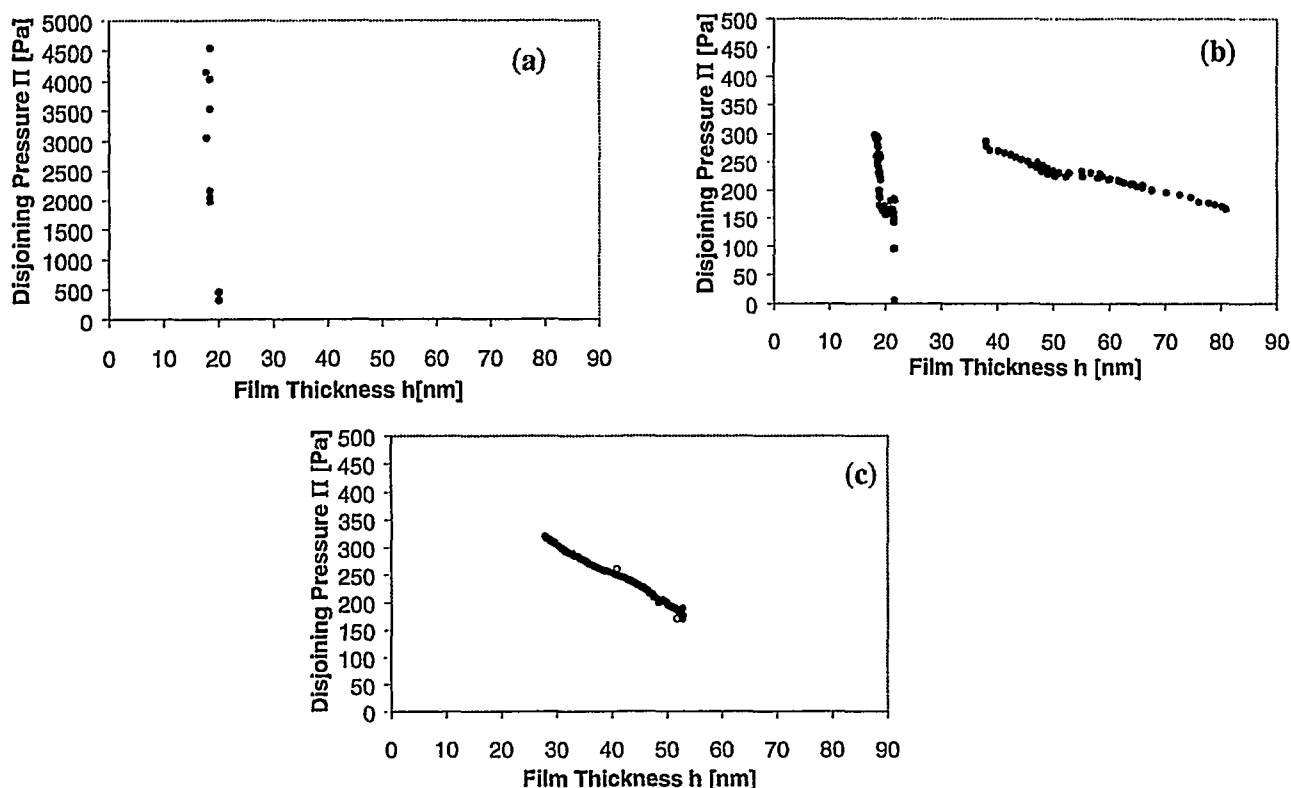 (a)
Disjoining Pressure Π [Pa]
5000
4500
4000
3500
3000
2500
2000
1500
1000
500
0
0 10 20 30 40 50 60 70 80 90
Film Thickness h[nm]
(b)
Disjoining Pressure Π [Pa]
500
450
400
350
300
250
200
150
100
50
0
0 10 20 30 40 50 60 70 80 90
Film Thickness h [nm]
(c)
Disjoining Pressure Π [Pa]
500
450
400
350
300
250
200
150
100
50
0
0 10 20 30 40 50 60 70 80 90
Film Thickness h [nm]